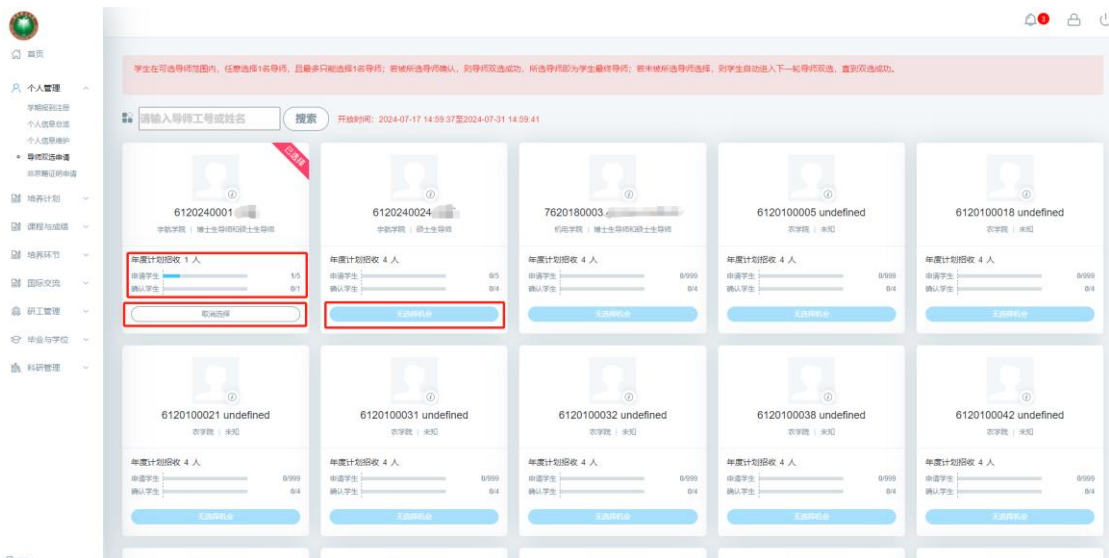 3
首页
学生在可选导师范围内，任意选择1名导师，且最多只能选择1名导师；若被所选导师确认，则导师双选成功，所选导师即为学生最终导师；若未被所选导师选择，则学生自动进入下一轮导师双选，直到双选成功。
个人管理
学期报到注册
个人信息总览
个人信息维护
导师双选申请
非京籍证明申请
培养计划
课程与成绩
培养环节
国际交流
研工管理
毕业与学位
科研管理
请输入导师工号或姓名 搜索 开放时间：2024-07-17 14:59:37至2024-07-31 14:59:41
已选择
6120240001
宇航学院 | 博士生导师和硕士生导师
年度计划招收 1 人
申请学生 1/5
确认学生 0/1
取消选择
6120240024
宇航学院 | 硕士生导师
年度计划招收 4 人
申请学生 0/5
确认学生 0/4
无选择机会
7620180003
机电学院 | 博士生导师和硕士生导师
年度计划招收 4 人
申请学生 0/999
确认学生 0/4
无选择机会
6120100005 undefined
农学院 | 未知
年度计划招收 4 人
申请学生 0/999
确认学生 0/4
无选择机会
6120100018 undefined
农学院 | 未知
年度计划招收 4 人
申请学生 0/999
确认学生 0/4
无选择机会
6120100021 undefined
农学院 | 未知
年度计划招收 4 人
申请学生 0/999
确认学生 0/4
无选择机会
6120100031 undefined
农学院 | 未知
年度计划招收 4 人
申请学生 0/999
确认学生 0/4
无选择机会
6120100032 undefined
农学院 | 未知
年度计划招收 4 人
申请学生 0/999
确认学生 0/4
无选择机会
6120100038 undefined
农学院 | 未知
年度计划招收 4 人
申请学生 0/999
确认学生 0/4
无选择机会
6120100042 undefined
农学院 | 未知
年度计划招收 4 人
申请学生 0/999
确认学生 0/4
无选择机会